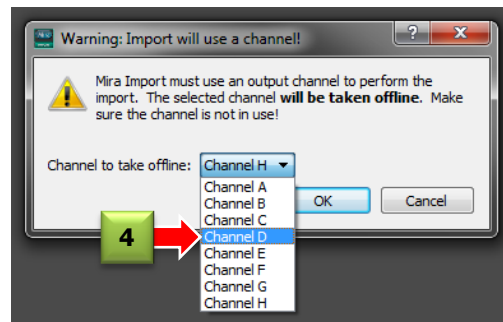 Warning: Import will use a channel!
Mira Import must use an output channel to perform the
import. The selected channel will be taken offline. Make
sure the channel is not in use!
Channel to take offline: Channel H
Channel A
Channel B
Channel C
Channel D
Channel E
Channel F
Channel G
Channel H
OK Cancel
4